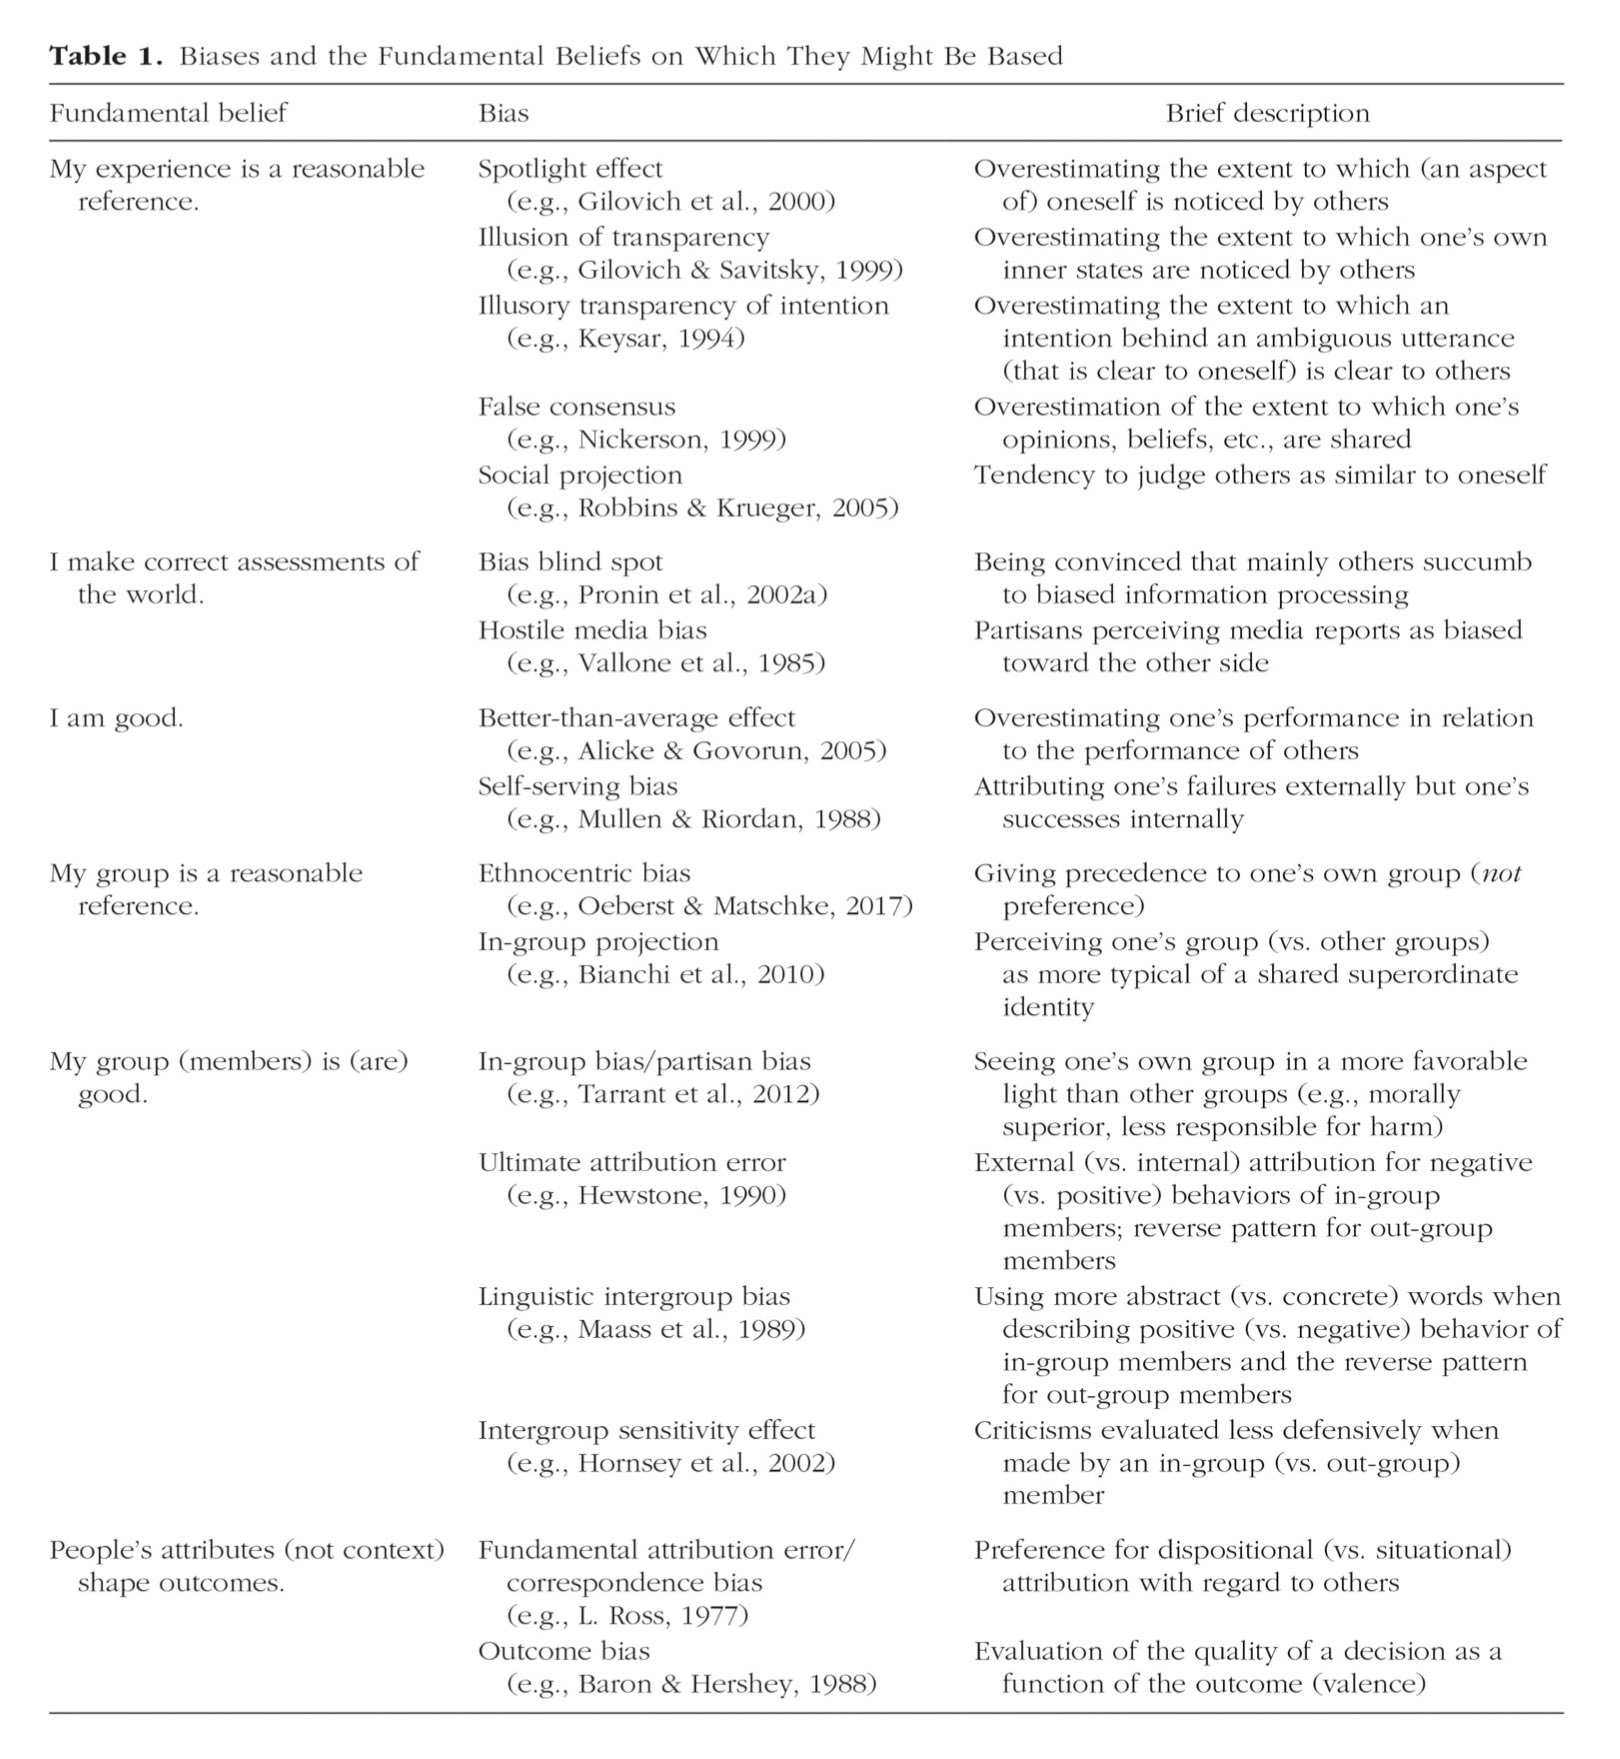 Table 1. Biases and the Fundamental Beliefs on Which They Might Be Based
Fundamental belief Bias Brief description
My experience is a reasonable Spotlight effect Overestimating the extent to which (an aspect
reference. (e.g., Gilovich et al., 2000) of) oneself is noticed by others
Illusion of transparency Overestimating the extent to which one’s own
(e.g., Gilovich & Savitsky, 1999) inner states are noticed by others
Illusory transparency of intention Overestimating the extent to which an
(e.g., Keysar, 1994) intention behind an ambiguous utterance
(that is clear to oneself) is clear to others
False consensus Overestimation of the extent to which one’s
(e.g., Nickerson, 1999) opinions, beliefs, etc., are shared
Social projection Tendency to judge others as similar to oneself
(e.g., Robbins & Krueger, 2005)
I make correct assessments of Bias blind spot Being convinced that mainly others succumb
the world. (e.g., Pronin et al., 2002a) to biased information processing
Hostile media bias Partisans perceiving media reports as biased
(e.g., Vallone et al., 1985) toward the other side
I am good. Better-than-average effect Overestimating one’s performance in relation
(e.g., Alicke & Govorun, 2005) to the performance of others
Self-serving bias Attributing one’s failures externally but one’s
(e.g., Mullen & Riordan, 1988) successes internally
My group is a reasonable Ethnocentric bias Giving precedence to one’s own group (not
reference. (e.g., Oeberst & Matschke, 2017) preference)
In-group projection Perceiving one’s group (vs. other groups)
(e.g., Bianchi et al., 2010) as more typical of a shared superordinate
identity
My group (members) is (are) In-group bias/partisan bias Seeing one’s own group in a more favorable
good. (e.g., Tarrant et al., 2012) light than other groups (e.g., morally
superior, less responsible for harm)
Ultimate attribution error External (vs. internal) attribution for negative
(e.g., Hewstone, 1990) (vs. positive) behaviors of in-group
members; reverse pattern for out-group
members
Linguistic intergroup bias Using more abstract (vs. concrete) words when
(e.g., Maass et al., 1989) describing positive (vs. negative) behavior of
in-group members and the reverse pattern
for out-group members
Intergroup sensitivity effect Criticisms evaluated less defensively when
(e.g., Hornsey et al., 2002) made by an in-group (vs. out-group)
member
People’s attributes (not context) Fundamental attribution error/ Preference for dispositional (vs. situational)
shape outcomes. correspondence bias attribution with regard to others
(e.g., L. Ross, 1977)
Outcome bias Evaluation of the quality of a decision as a
(e.g., Baron & Hershey, 1988) function of the outcome (valence)